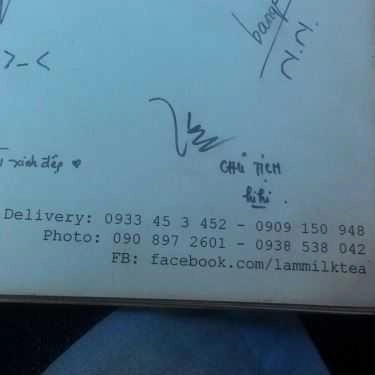 >_<
xinh đẹp
CHỦ TỊCH
hihi.
Delivery: 0933 45 3 452 - 0909 150 948
Photo: 090 897 2601 - 0938 538 042
FB: facebook.com/lammilktea